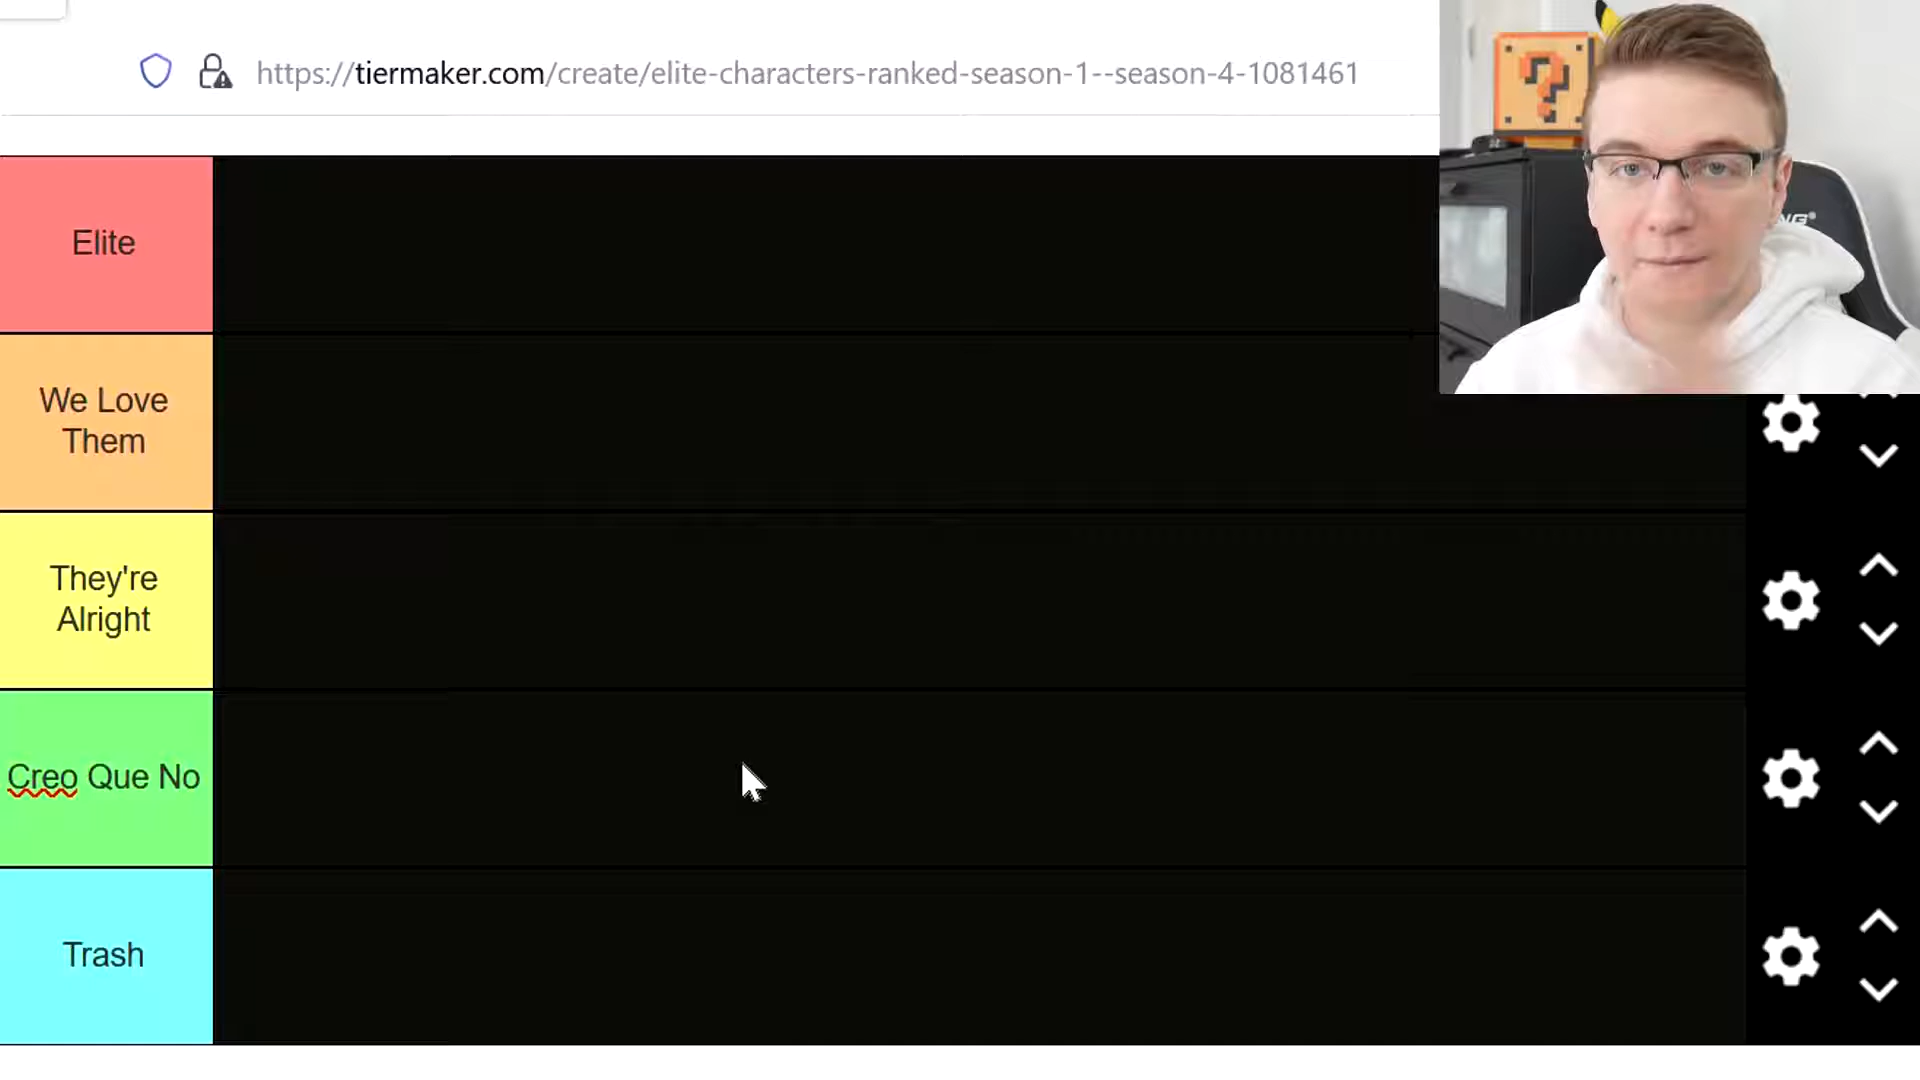 https://tiermaker.com/create/elite-characters-ranked-season-1--season-4-1081461
Elite
We Love
Them
They're
Alright
Creo Que No
Trash